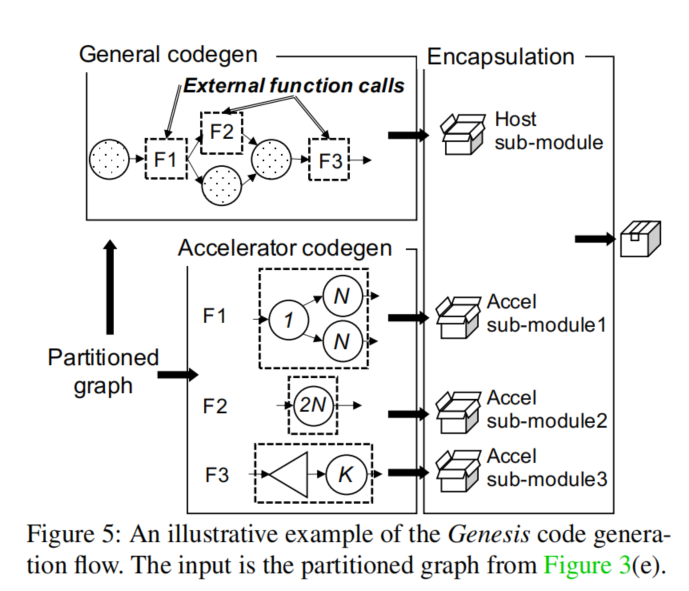 General codegen
Encapsulation
External function calls
F1
F2
F3
Host
sub-module
Accelerator codegen
F1
1
N
N
Accel
sub-module1
Partitioned
graph
F2
2N
Accel
sub-module2
F3
K
Accel
sub-module3
Figure 5: An illustrative example of the Genesis code genera-
tion flow. The input is the partitioned graph from Figure 3(e).